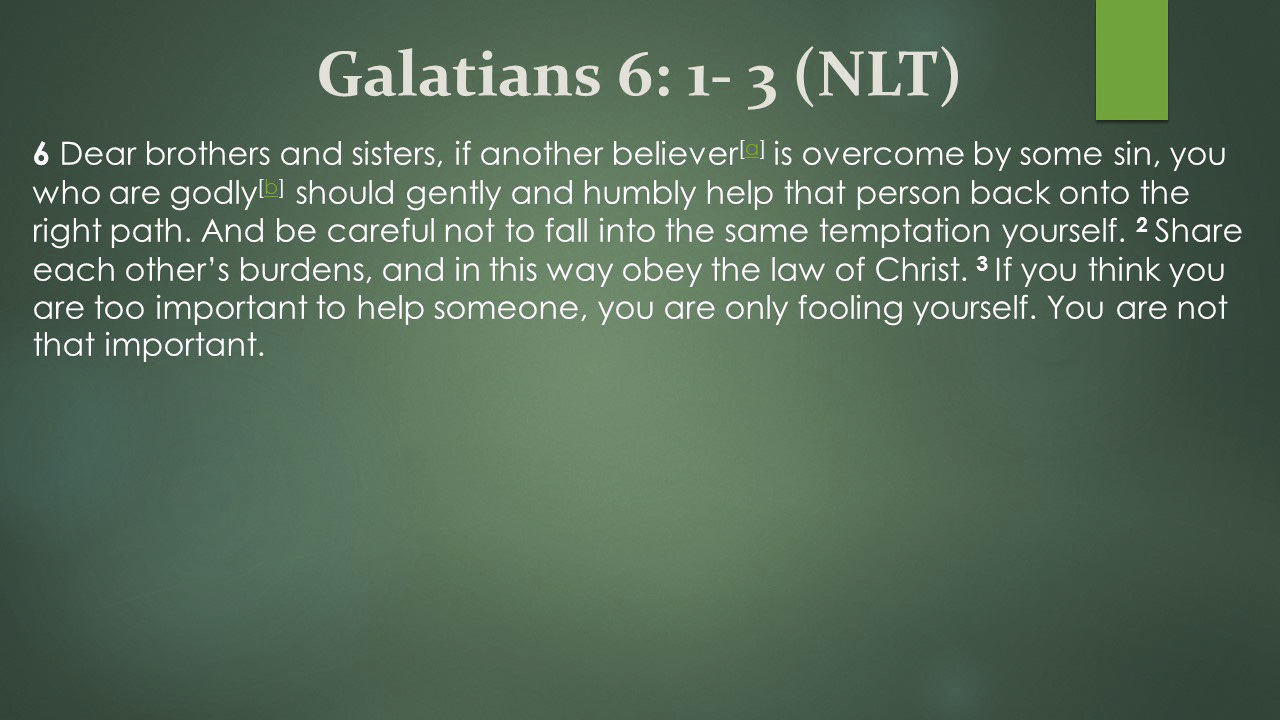 Galatians 6: 1- 3 (NLT)
6 Dear brothers and sisters, if another believer[a] is overcome by some sin, you
who are godly[b] should gently and humbly help that person back onto the
right path. And be careful not to fall into the same temptation yourself. 2 Share
each other’s burdens, and in this way obey the law of Christ. 3 If you think you
are too important to help someone, you are only fooling yourself. You are not
that important.